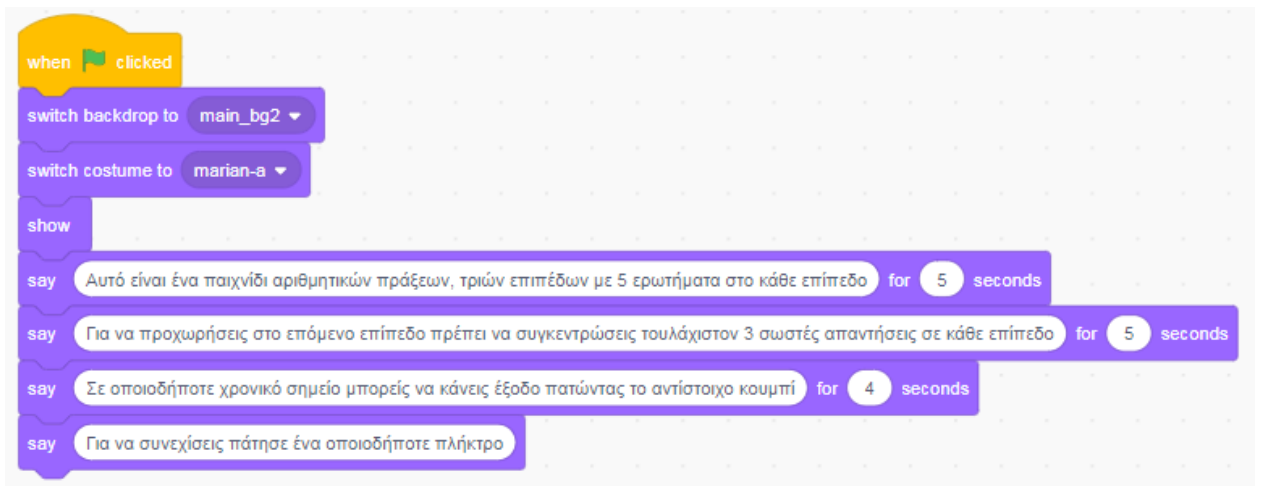 when clicked
switch backdrop to main_bg2
switch costume to marian-a
show
say Αυτό είναι ένα παιχνίδι αριθμητικών πράξεων, τριών επιπέδων με 5 ερωτήματα στο κάθε επίπεδο for 5 seconds
say Για να προχωρήσεις στο επόμενο επίπεδο πρέπει να συγκεντρώσεις τουλάχιστον 3 σωστές απαντήσεις σε κάθε επίπεδο for 5 seconds
say Σε οποιοδήποτε χρονικό σημείο μπορείς να κάνεις έξοδο πατώντας το αντίστοιχο κουμπί for 4 seconds
say Για να συνεχίσεις πάτησε ένα οποιοδήποτε πλήκτρο